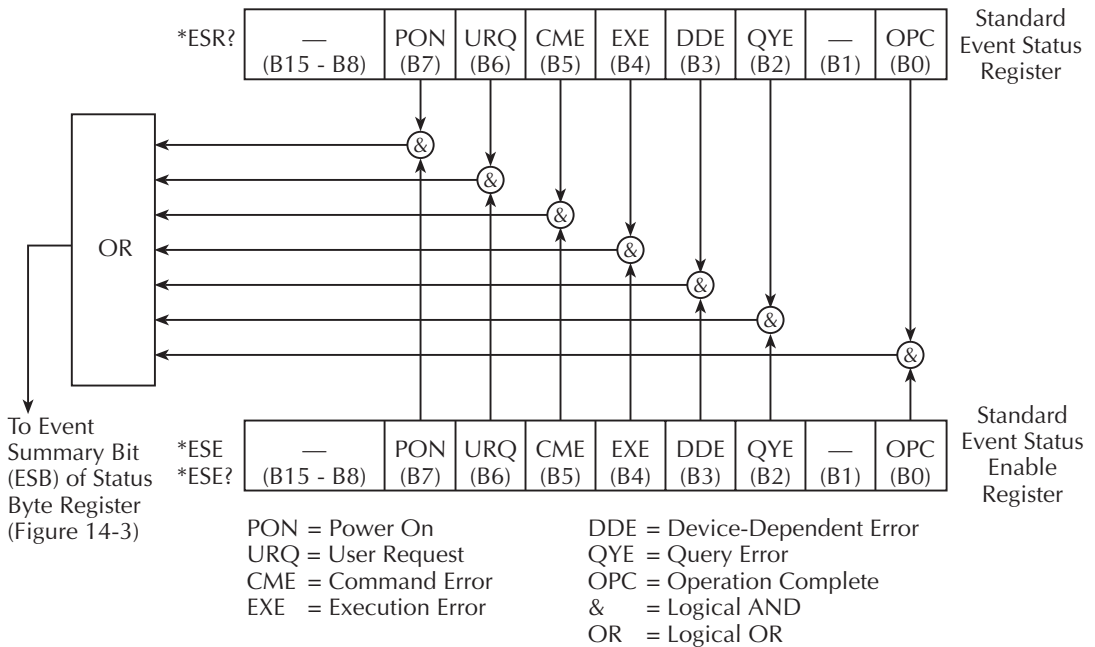 *ESR?
—
(B15 - B8)
PON
(B7)
URQ
(B6)
CME
(B5)
EXE
(B4)
DDE
(B3)
QYE
(B2)
—
(B1)
OPC
(B0)
Standard
Event Status
Register
&
&
&
&
&
&
&
OR
To Event
Summary Bit
(ESB) of Status
Byte Register
(Figure 14-3)
*ESE
*ESE?
—
(B15 - B8)
PON
(B7)
URQ
(B6)
CME
(B5)
EXE
(B4)
DDE
(B3)
QYE
(B2)
—
(B1)
OPC
(B0)
Standard
Event Status
Enable
Register
PON = Power On
URQ = User Request
CME = Command Error
EXE = Execution Error
DDE = Device-Dependent Error
QYE = Query Error
OPC = Operation Complete
& = Logical AND
OR = Logical OR